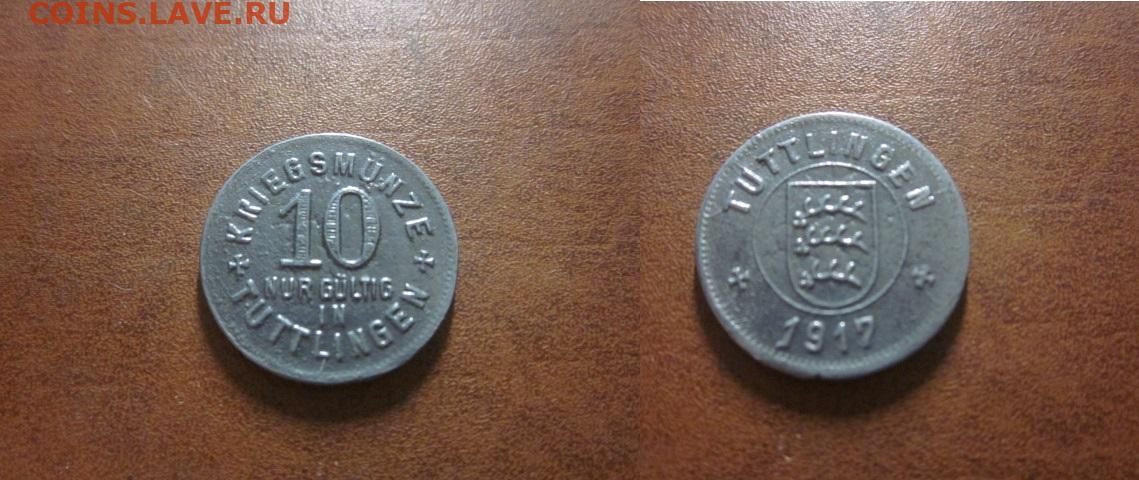 COINS.LAVE.RU
KRIEGSMÜNZE
10
NUR GÜLTIG
IN
TUTTLINGEN
TUTTLINGEN
1917